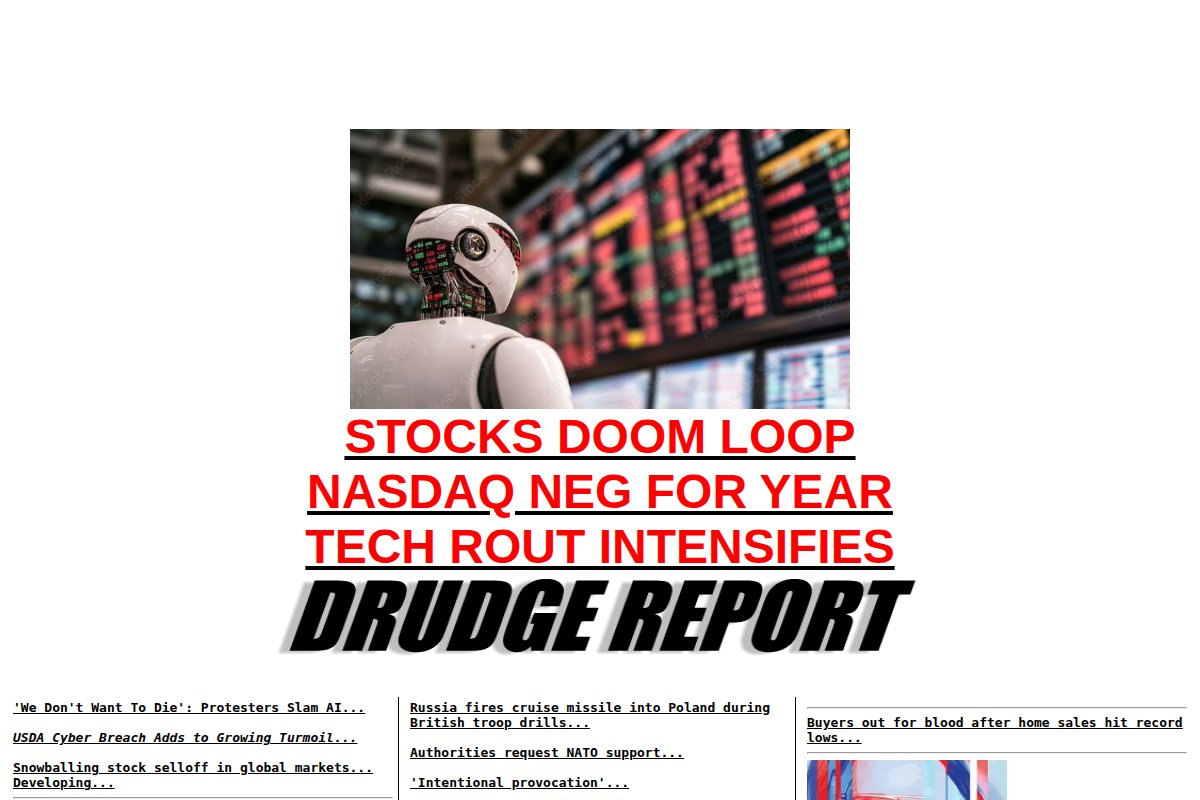 STOCKS DOOM LOOP
NASDAQ NEG FOR YEAR
TECH ROUT INTENSIFIES
DRUDGE REPORT
'We Don't Want To Die': Protesters Slam AI...
USDA Cyber Breach Adds to Growing Turmoil...
Snowballing stock selloff in global markets...
Developing...
Russia fires cruise missile into Poland during
British troop drills...
Authorities request NATO support...
'Intentional provocation'...
Buyers out for blood after home sales hit record
lows...